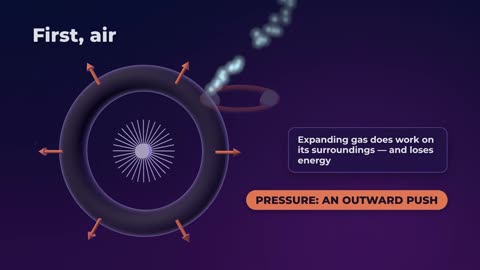 First, air
Expanding gas does work on
its surroundings — and loses
energy
PRESSURE: AN OUTWARD PUSH